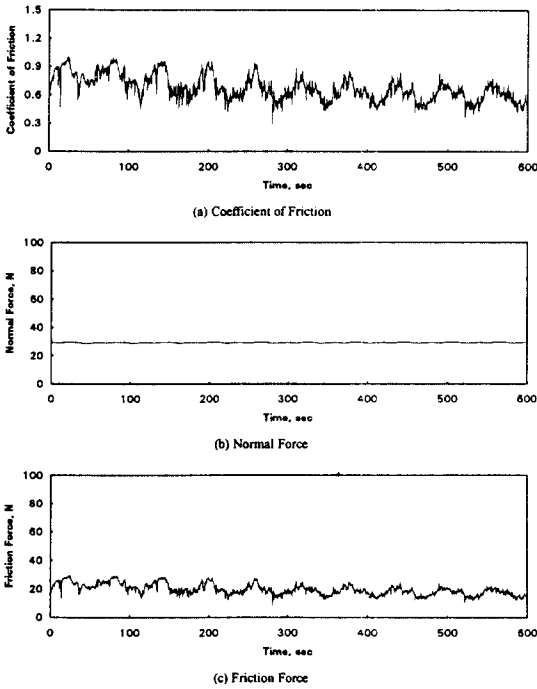 1.5
1.2
0.9
0.6
0.3
0
Coefficient of Friction
0 100 200 300 400 500 600
Time, sec
(a) Coefficient of Friction
100
80
60
40
20
0
Normal Force, N
0 100 200 300 400 500 600
Time, sec
(b) Normal Force
100
80
60
40
20
0
Friction Force, N
0 100 200 300 400 500 600
Time, sec
(c) Friction Force